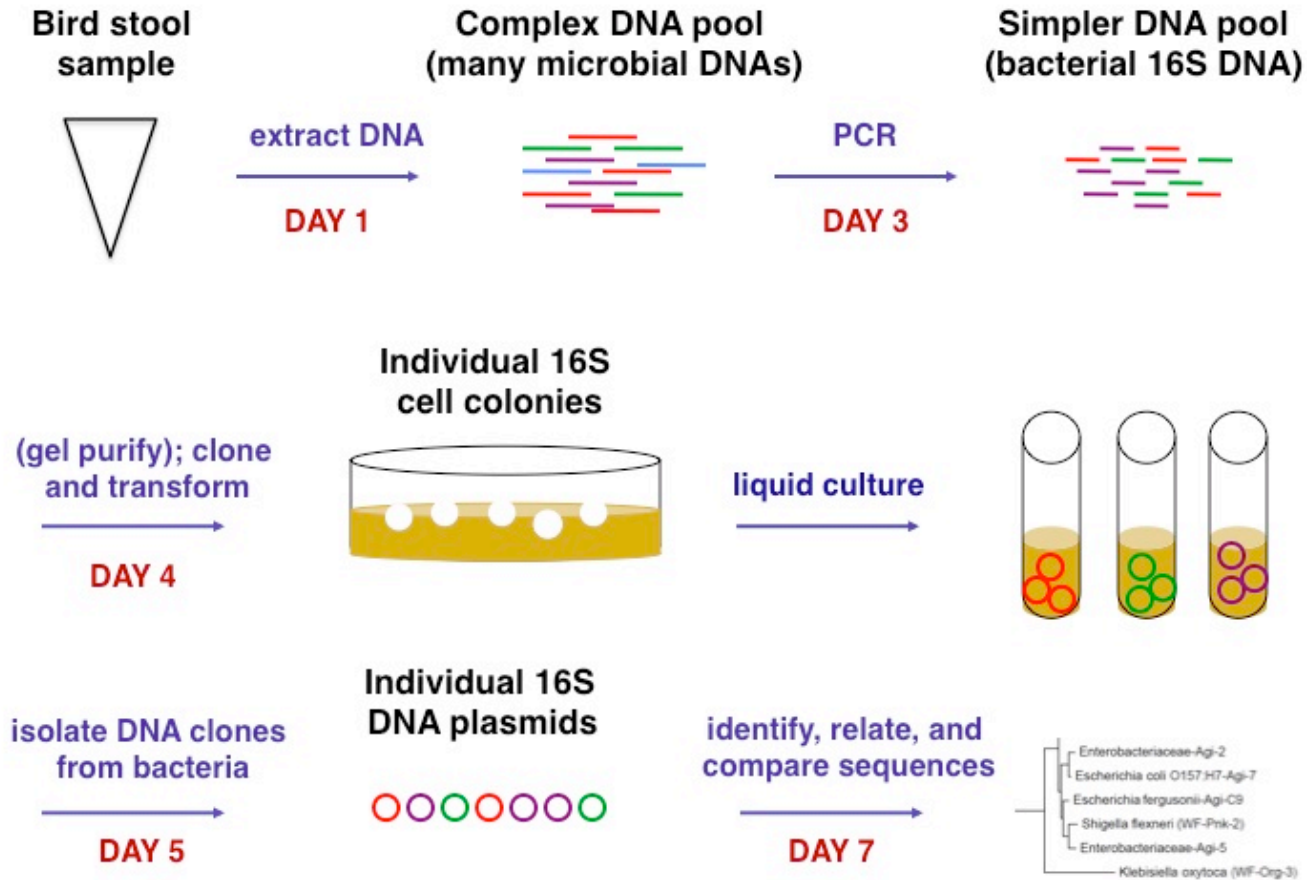 Bird stool
sample
Complex DNA pool
(many microbial DNAs)
Simpler DNA pool
(bacterial 16S DNA)
extract DNA
DAY 1
PCR
DAY 3
(gel purify); clone
and transform
DAY 4
Individual 16S
cell colonies
liquid culture
isolate DNA clones
from bacteria
DAY 5
Individual 16S
DNA plasmids
identify, relate, and
compare sequences
DAY 7
Enterobacteriaceae-Agi-2
Escherichia coli O157:H7-Agi-7
Escherichia fergusonii-Agi-C9
Shigella flexneri (WF-Pnk-2)
Enterobacteriaceae-Agi-5
Klebisiella oxytoca (WF-Org-3)